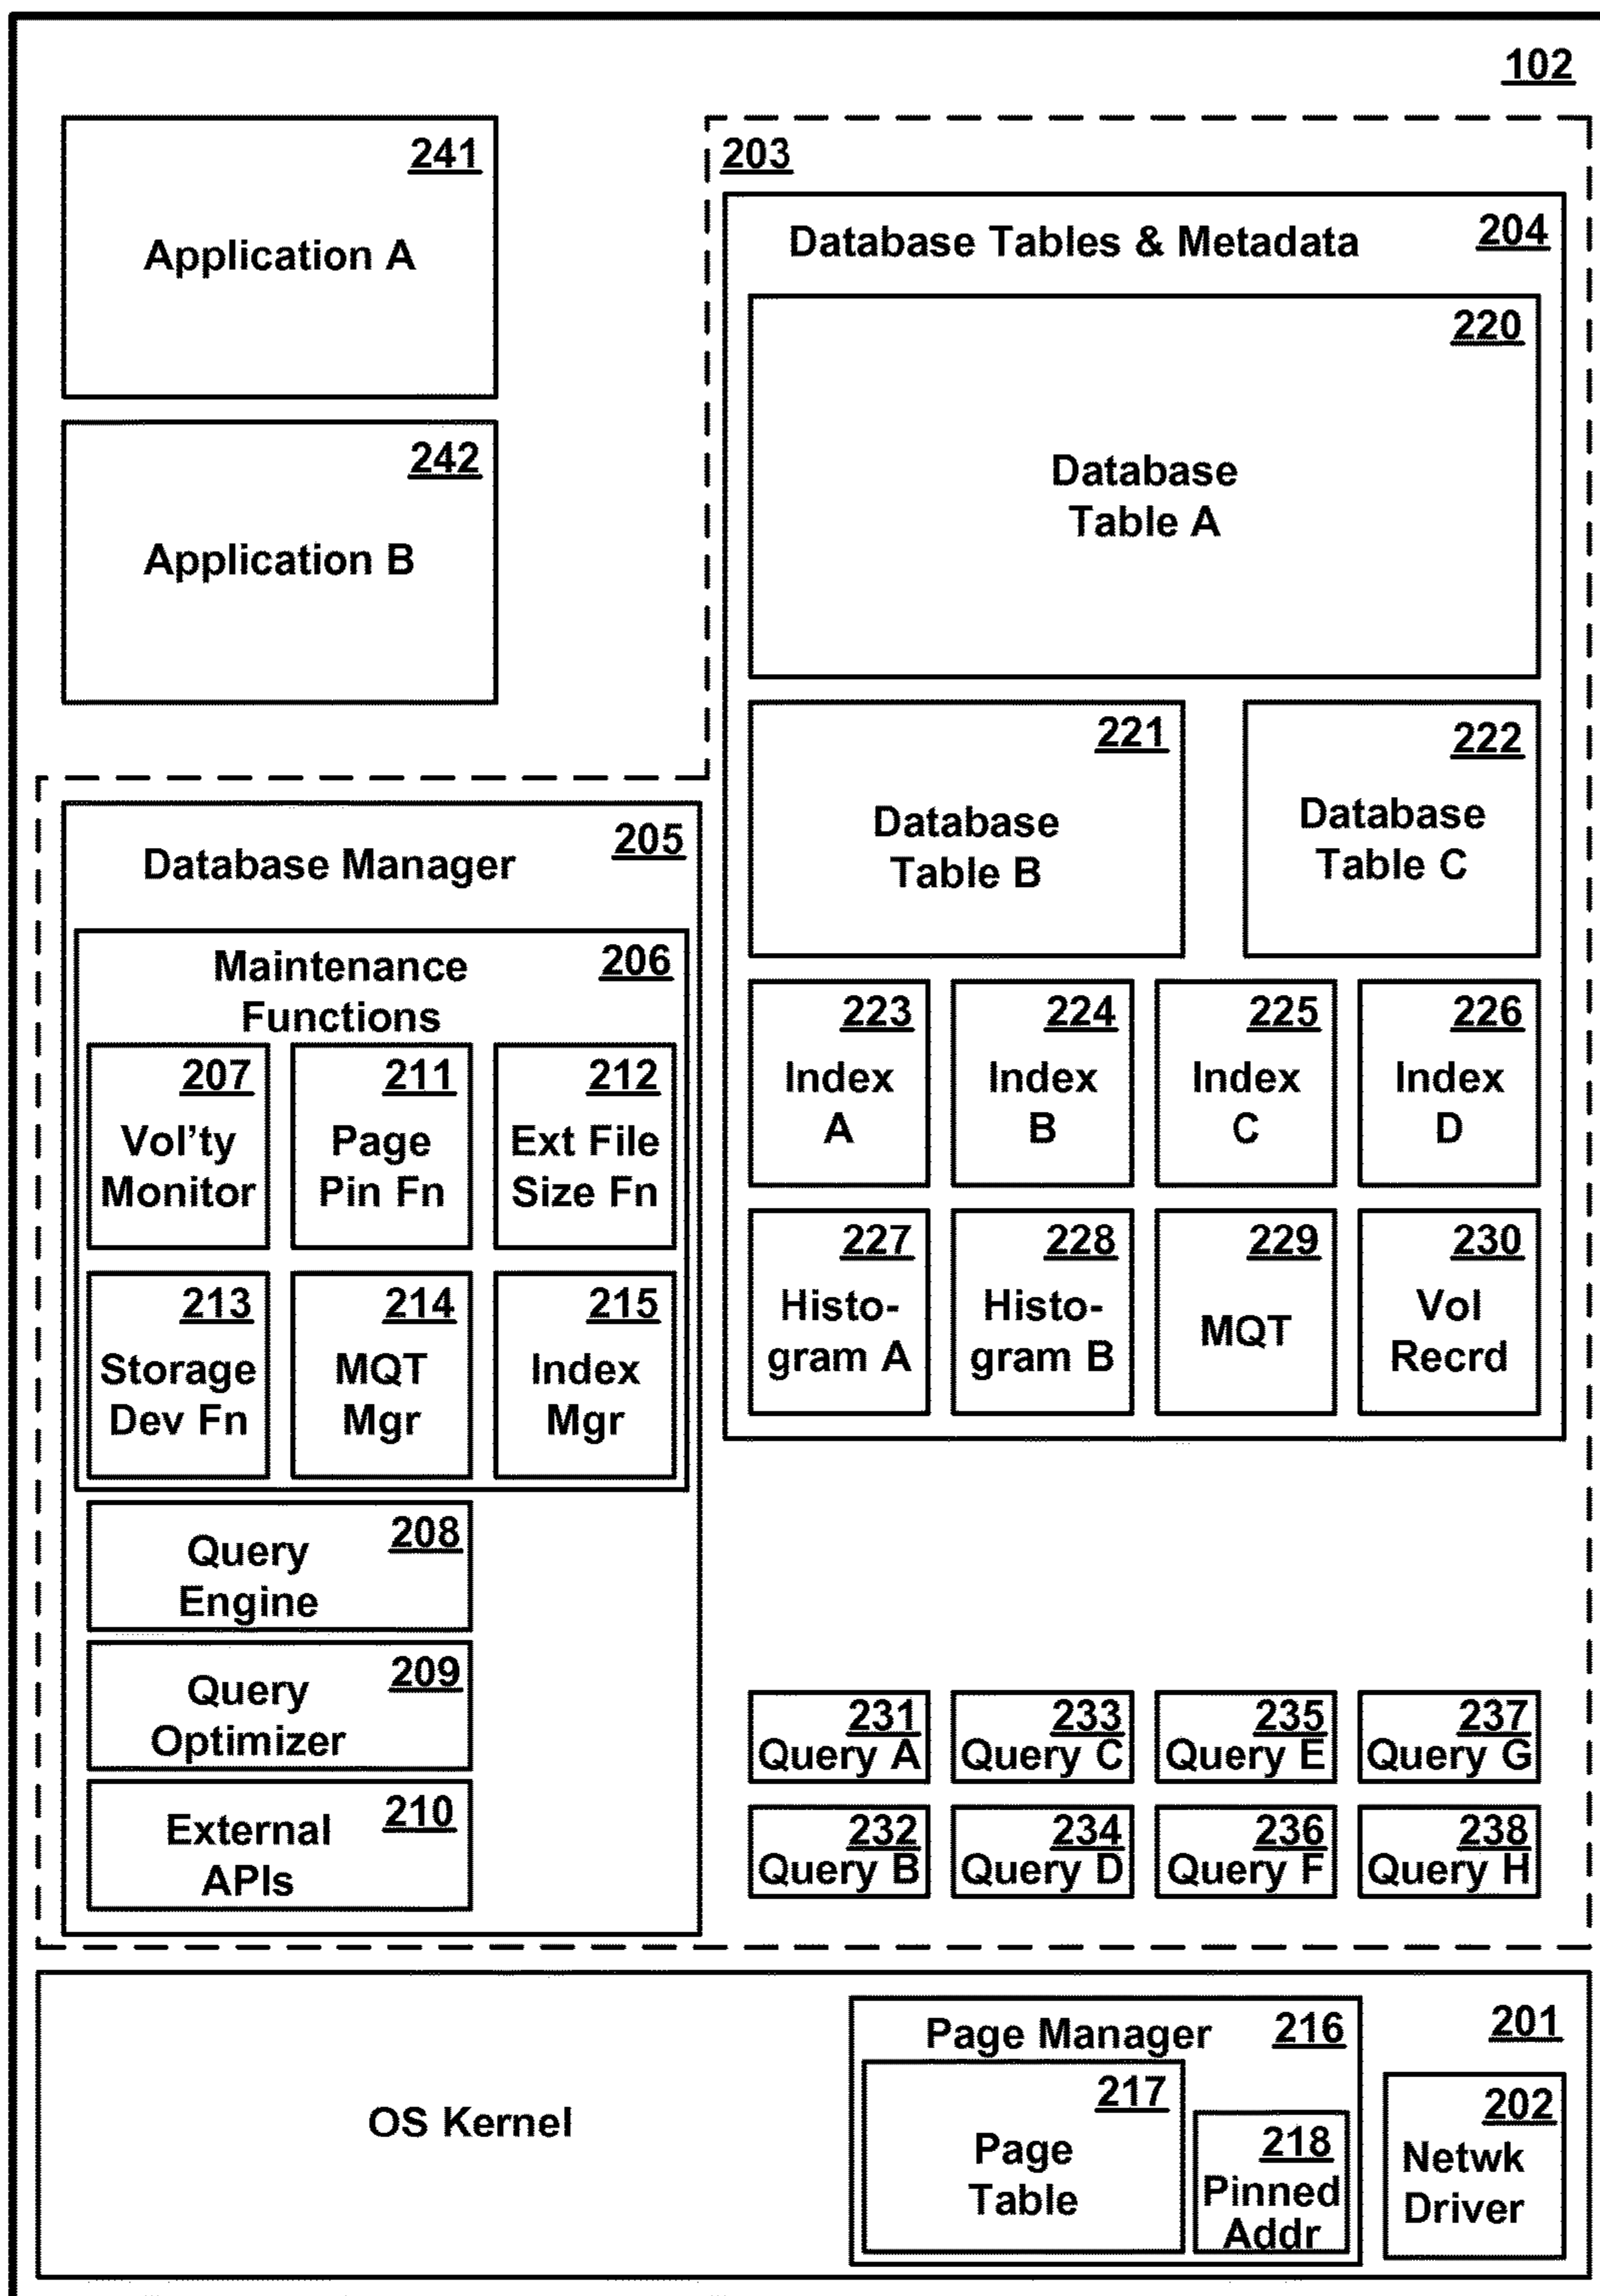 102
241
Application A
242
Application B
203
Database Tables & Metadata 204
220
Database
Table A
221
Database
Table B
222
Database
Table C
223
Index
A
224
Index
B
225
Index
C
226
Index
D
227
Histo-
gram A
228
Histo-
gram B
229
MQT
230
Vol
Recrd
Database Manager 205
Maintenance 206
Functions
207
Vol'ty
Monitor
211
Page
Pin Fn
212
Ext File
Size Fn
213
Storage
Dev Fn
214
MQT
Mgr
215
Index
Mgr
208
Query
Engine
209
Query
Optimizer
210
External
APIs
231
Query A
233
Query C
235
Query E
237
Query G
232
Query B
234
Query D
236
Query F
238
Query H
OS Kernel
Page Manager 216
217
Page
Table
218
Pinned
Addr
201
202
Netwk
Driver